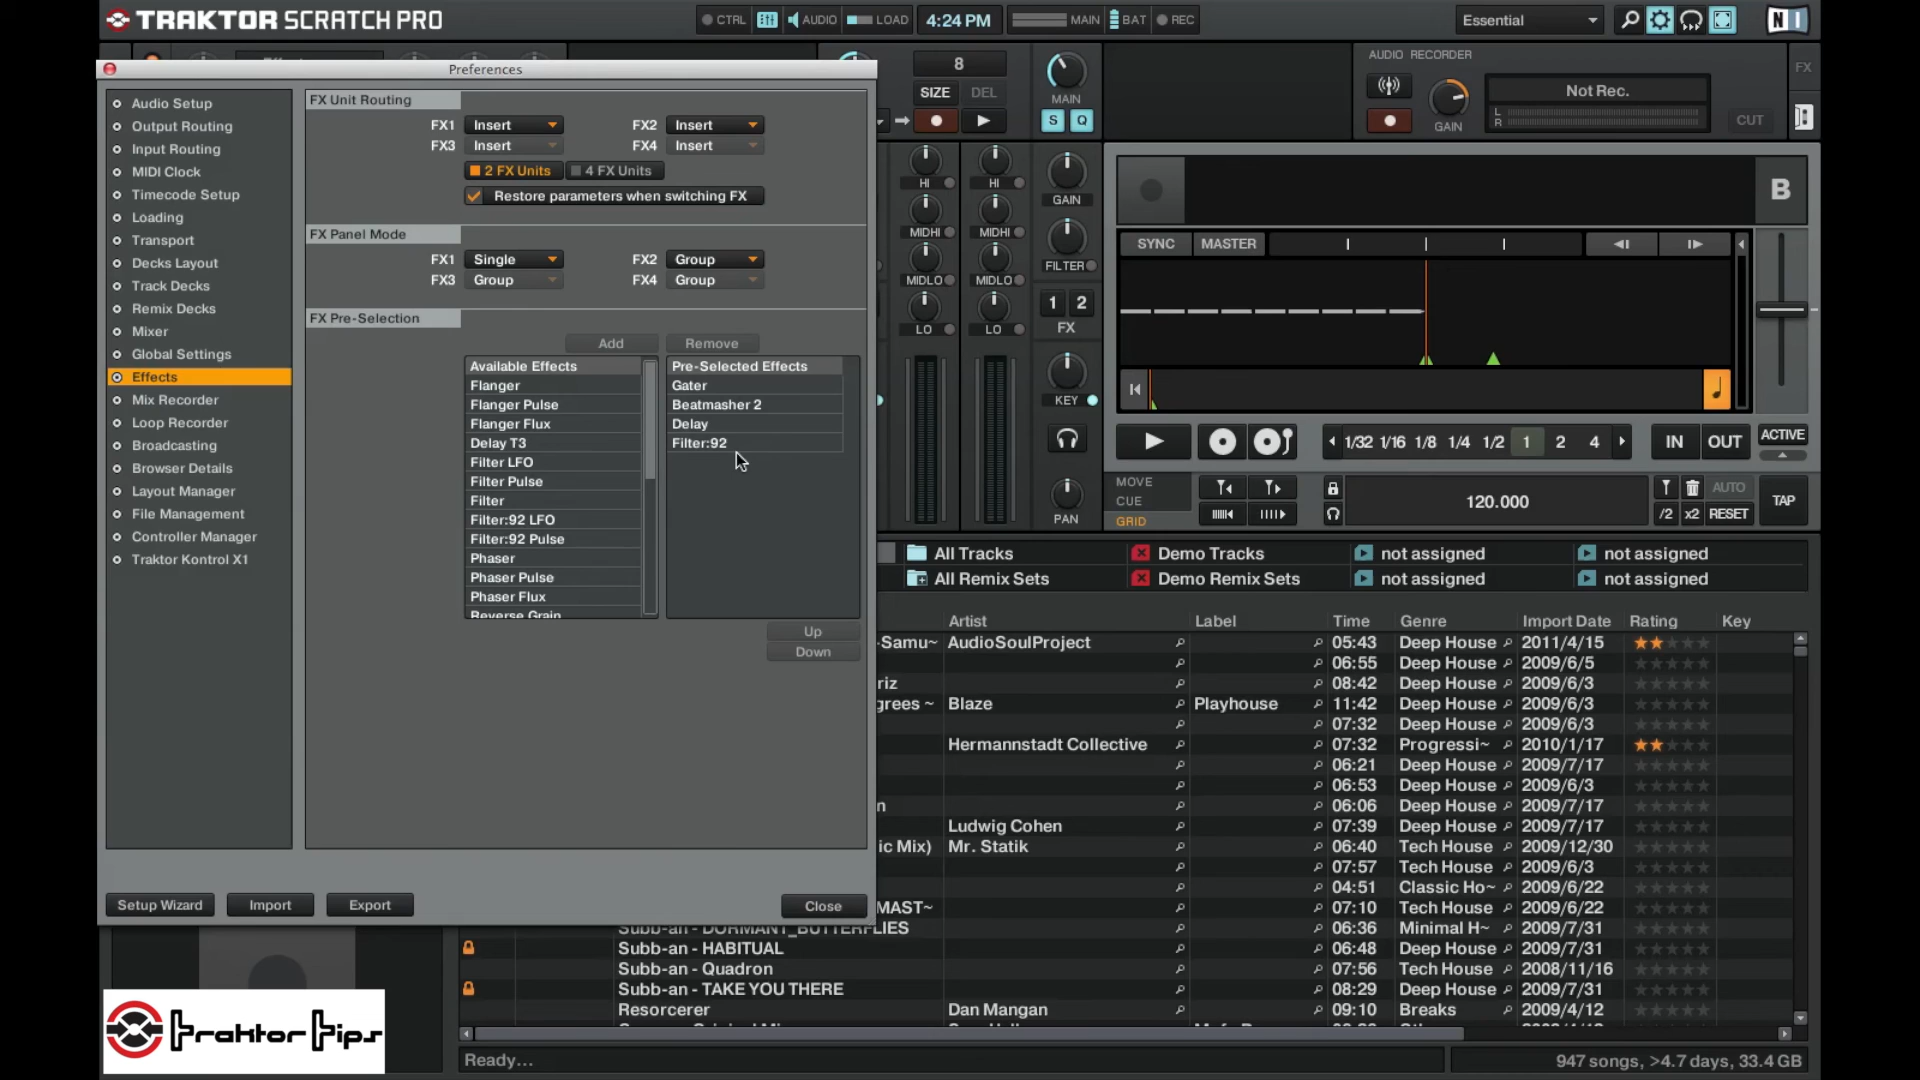 TRAKTOR SCRATCH PRO
CTRL
AUDIO
LOAD
4:24 PM
MAIN
BAT
REC
Essential
Preferences
Audio Setup
Output Routing
Input Routing
MIDI Clock
Timecode Setup
Loading
Transport
Decks Layout
Track Decks
Remix Decks
Mixer
Global Settings
Effects
Mix Recorder
Loop Recorder
Broadcasting
Browser Details
Layout Manager
File Management
Controller Manager
Traktor Kontrol X1
FX Unit Routing
FX1 Insert FX2 Insert
FX3 Insert FX4 Insert
2 FX Units 4 FX Units
Restore parameters when switching FX
FX Panel Mode
FX1 Single FX2 Group
FX3 Group FX4 Group
FX Pre-Selection
Add Remove
Available Effects
Flanger
Flanger Pulse
Flanger Flux
Delay T3
Filter LFO
Filter Pulse
Filter
Filter:92 LFO
Filter:92 Pulse
Phaser
Phaser Pulse
Phaser Flux
Reverse Grain
Pre-Selected Effects
Gater
Beatmasher 2
Delay
Filter:92
Up
Down
Setup Wizard Import Export Close
8
SIZE DEL
MAIN
S Q
HI HI
MIDHI MIDHI
MIDLO MIDLO
LO LO
GAIN
FILTER
1 2
FX
KEY
PAN
AUDIO RECORDER
GAIN
Not Rec.
L
R
CUT
FX
B
SYNC MASTER
1/32 1/16 1/8 1/4 1/2 1 2 4
IN OUT
ACTIVE
MOVE
CUE
GRID
120.000
AUTO
/2 x2 RESET
TAP
All Tracks Demo Tracks not assigned not assigned
All Remix Sets Demo Remix Sets not assigned not assigned
Artist Label Time Genre Import Date Rating Key
-Samu~ AudioSoulProject 05:43 Deep House 2011/4/15
06:55 Deep House 2009/6/5
riz 08:42 Deep House 2009/6/3
grees ~ Blaze Playhouse 11:42 Deep House 2009/6/3
07:32 Deep House 2009/6/3
Hermannstadt Collective 07:32 Progressi~ 2010/1/17
06:21 Deep House 2009/7/17
06:53 Deep House 2009/6/3
n 06:06 Deep House 2009/7/17
Ludwig Cohen 07:39 Deep House 2009/7/17
ic Mix) Mr. Statik 06:40 Tech House 2009/12/30
07:57 Tech House 2009/6/3
04:51 Classic Ho~ 2009/6/22
MAST~ 07:10 Tech House 2009/6/22
Subb-an - DORMANT_BUTTERFLIES 06:36 Minimal H~ 2009/7/31
Subb-an - HABITUAL 06:48 Deep House 2009/7/31
Subb-an - Quadron 07:56 Tech House 2008/11/16
Subb-an - TAKE YOU THERE 08:29 Deep House 2009/7/31
Resorcerer Dan Mangan 09:10 Breaks 2009/4/12
Traktor Tips
Ready...
947 songs, >4.7 days, 33.4 GB